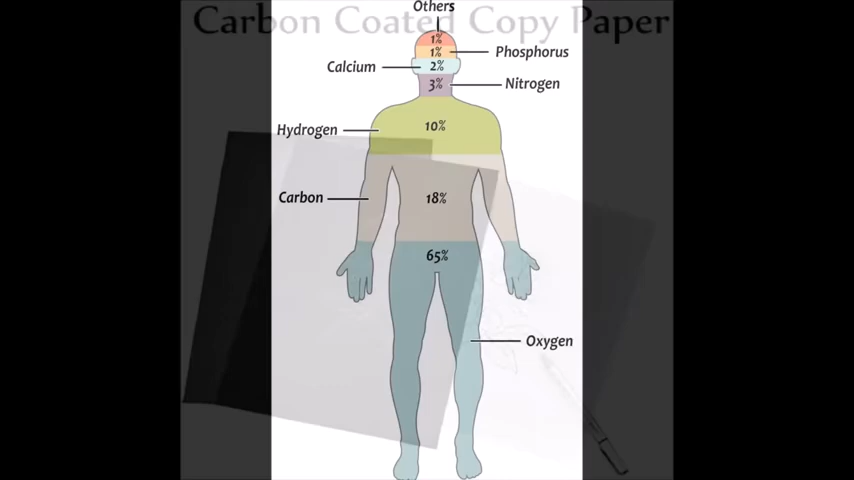 Carbon Coated Copy Paper
Others
1%
1%
Phosphorus
Calcium
2%
3%
Nitrogen
Hydrogen
10%
Carbon
18%
65%
Oxygen